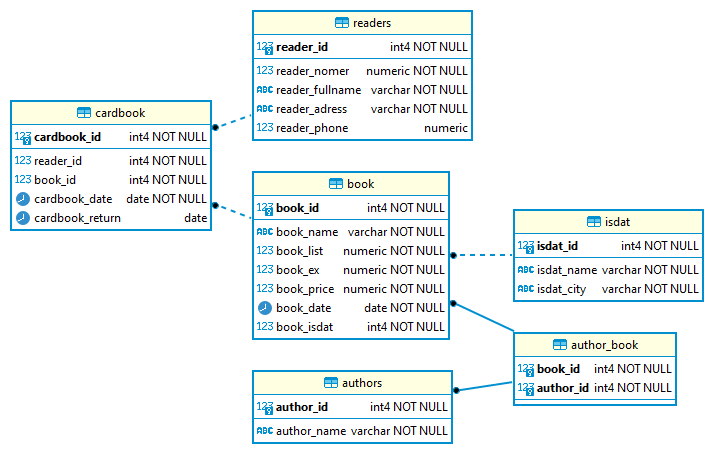 readers
123 reader_id int4 NOT NULL
123 reader_nomer numeric NOT NULL
ABC reader_fullname varchar NOT NULL
ABC reader_adress varchar NOT NULL
123 reader_phone numeric
cardbook
123 cardbook_id int4 NOT NULL
123 reader_id int4 NOT NULL
123 book_id int4 NOT NULL
cardbook_date date NOT NULL
cardbook_return date
book
123 book_id int4 NOT NULL
ABC book_name varchar NOT NULL
123 book_list numeric NOT NULL
123 book_ex numeric NOT NULL
123 book_price numeric NOT NULL
book_date date NOT NULL
123 book_isdat int4 NOT NULL
isdat
123 isdat_id int4 NOT NULL
ABC isdat_name varchar NOT NULL
ABC isdat_city varchar NOT NULL
author_book
123 book_id int4 NOT NULL
123 author_id int4 NOT NULL
authors
123 author_id int4 NOT NULL
ABC author_name varchar NOT NULL